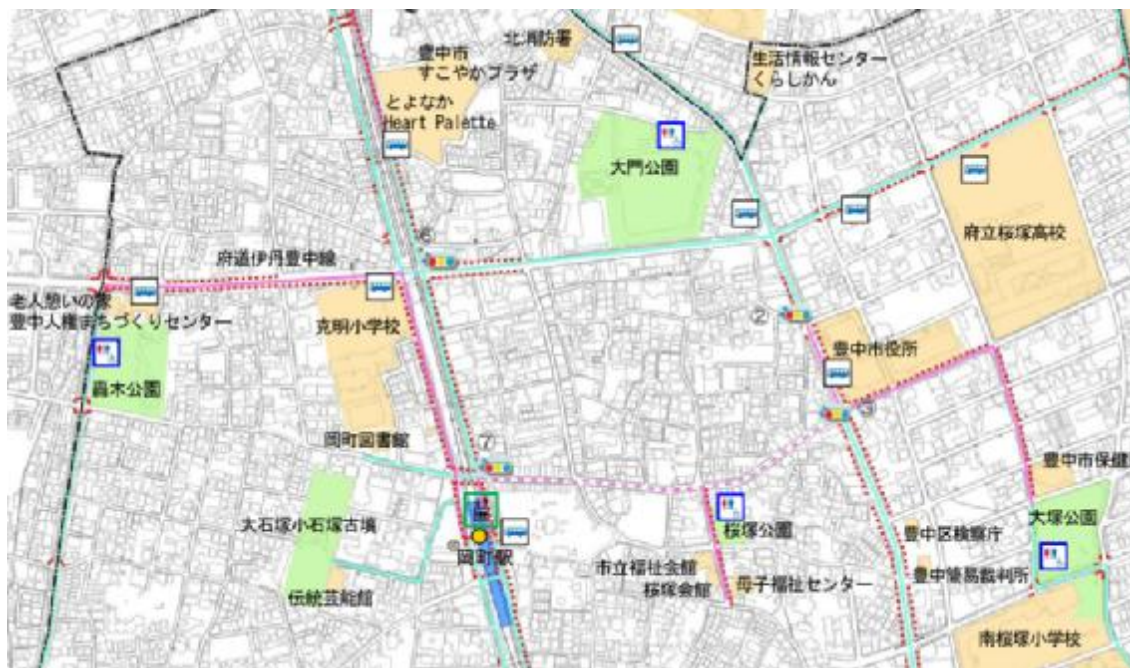 北消防署
豊中市
すこやかプラザ
とよなか
Heart Palette
生活情報センター
くらしかん
大門公園
府立桜塚高校
⑥
府道伊丹豊中線
老人憩いの家
豊中人権まちづくりセンター
克明小学校
②
豊中市役所
③
岡町図書館
⑦
豊中市保健
大石塚小石塚古墳
桜塚公園
大塚公園
岡町駅
豊中区検察庁
市立福祉会館
豊中簡易裁判所
伝統芸能館
桜塚会館
母子福祉センター
南桜塚小学校